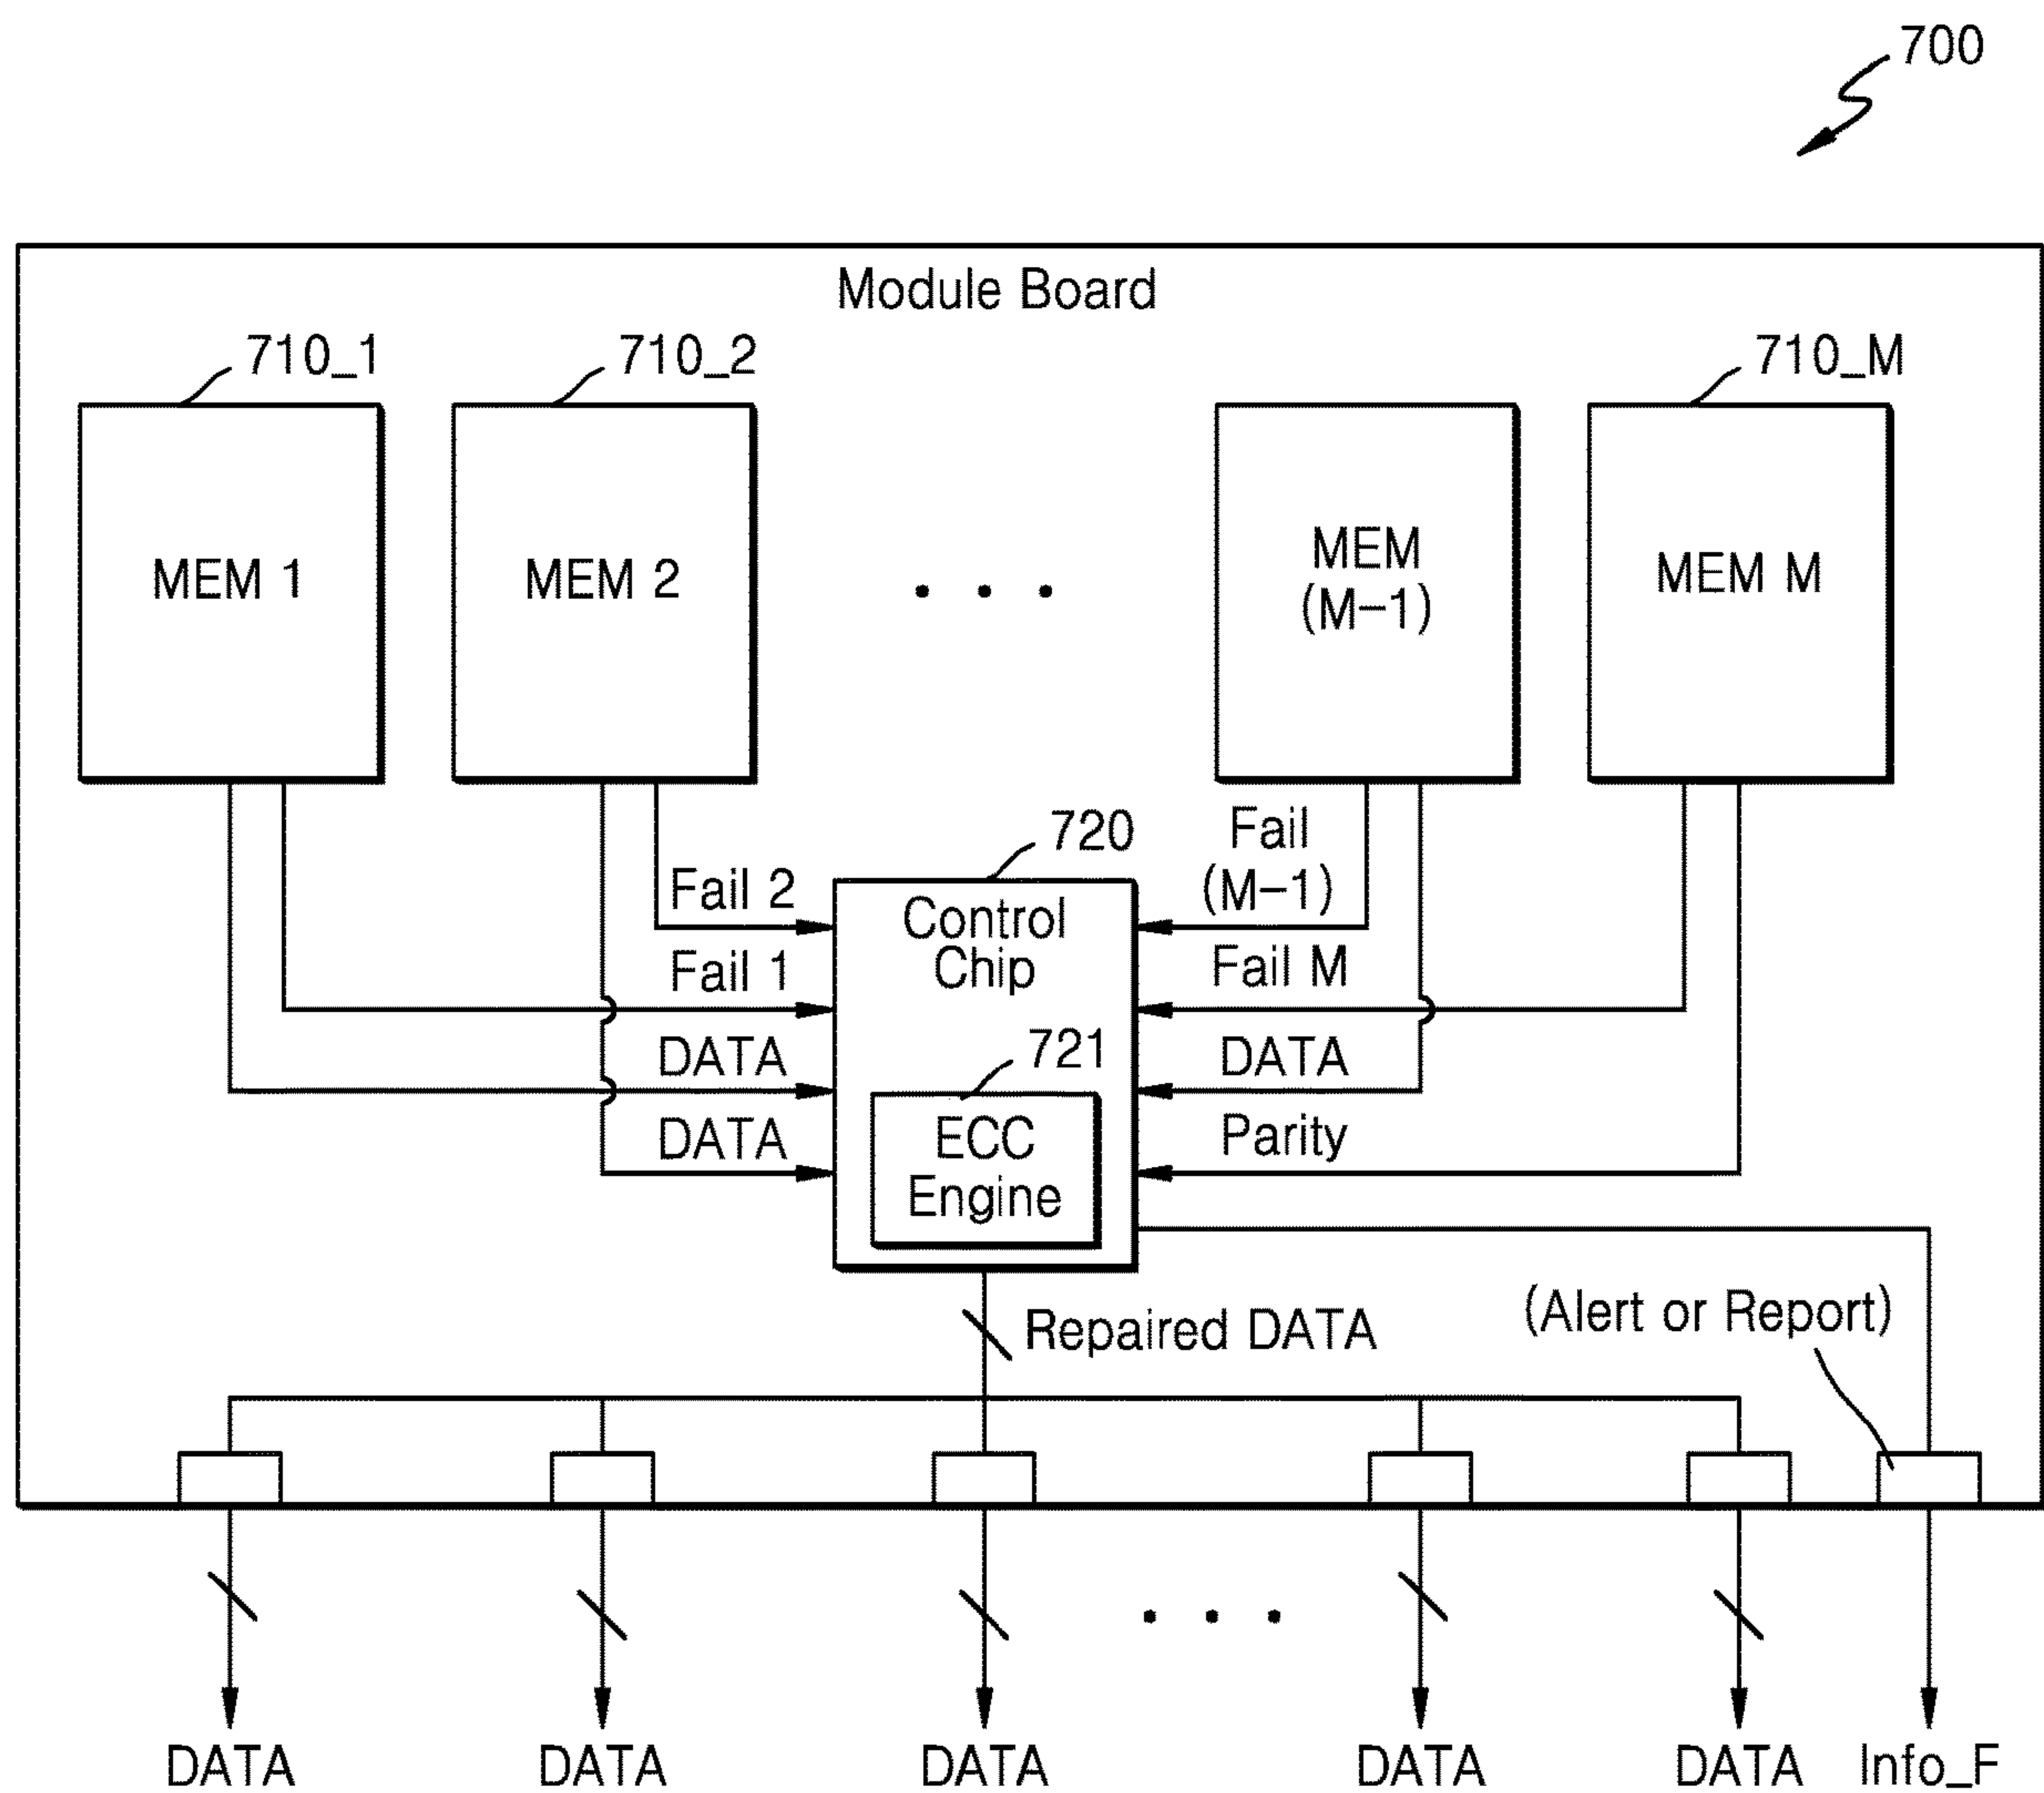 700
Module Board
710_1
710_2
710_M
MEM 1
MEM 2
. . .
MEM
(M-1)
MEM M
720
Fail
(M-1)
Fail 2
Control
Chip
Fail 1
Fail M
DATA
721
DATA
DATA
ECC
Engine
Parity
Repaired DATA
(Alert or Report)
. . .
DATA
DATA
DATA
DATA
DATA
Info_F